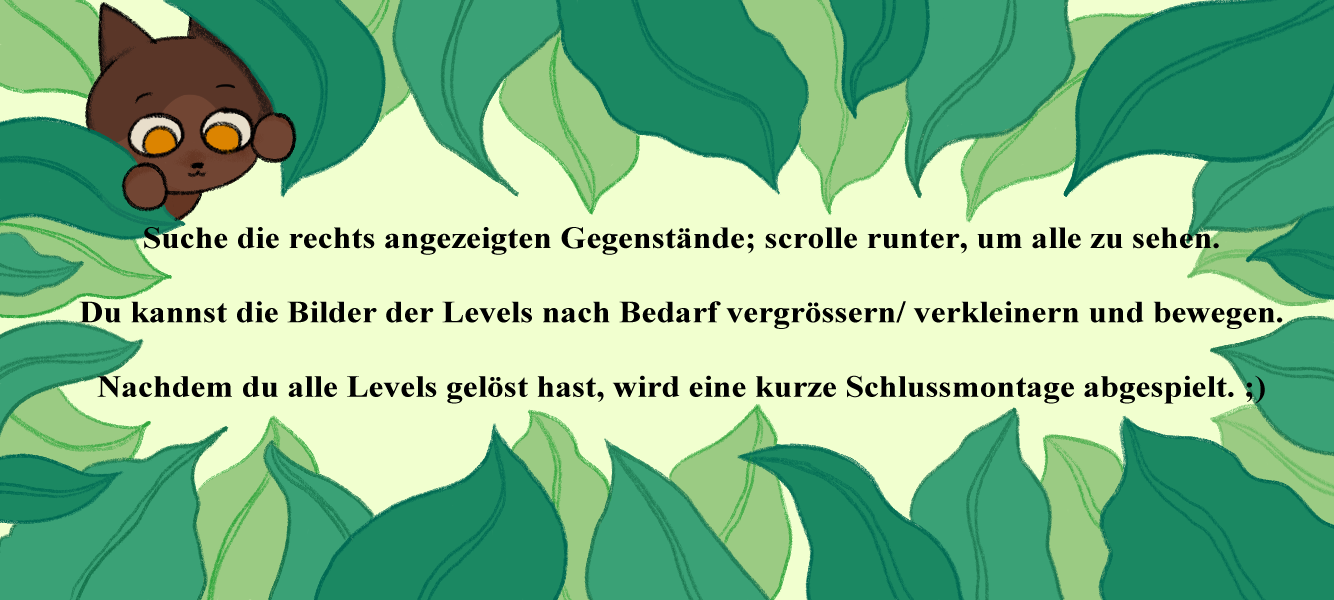 Suche die rechts angezeigten Gegenstände; scrolle runter, um alle zu sehen.
Du kannst die Bilder der Levels nach Bedarf vergrössern/ verkleinern und bewegen.
Nachdem du alle Levels gelöst hast, wird eine kurze Schlussmontage abgespielt. ;)